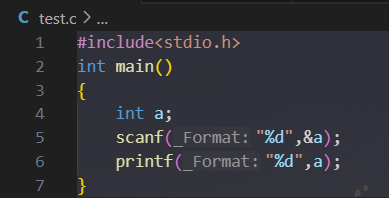 C test.c > ...
1 #include<stdio.h>
2 int main()
3 {
4     int a;
5     scanf(_Format: "%d",&a);
6     printf(_Format: "%d",a);
7 }